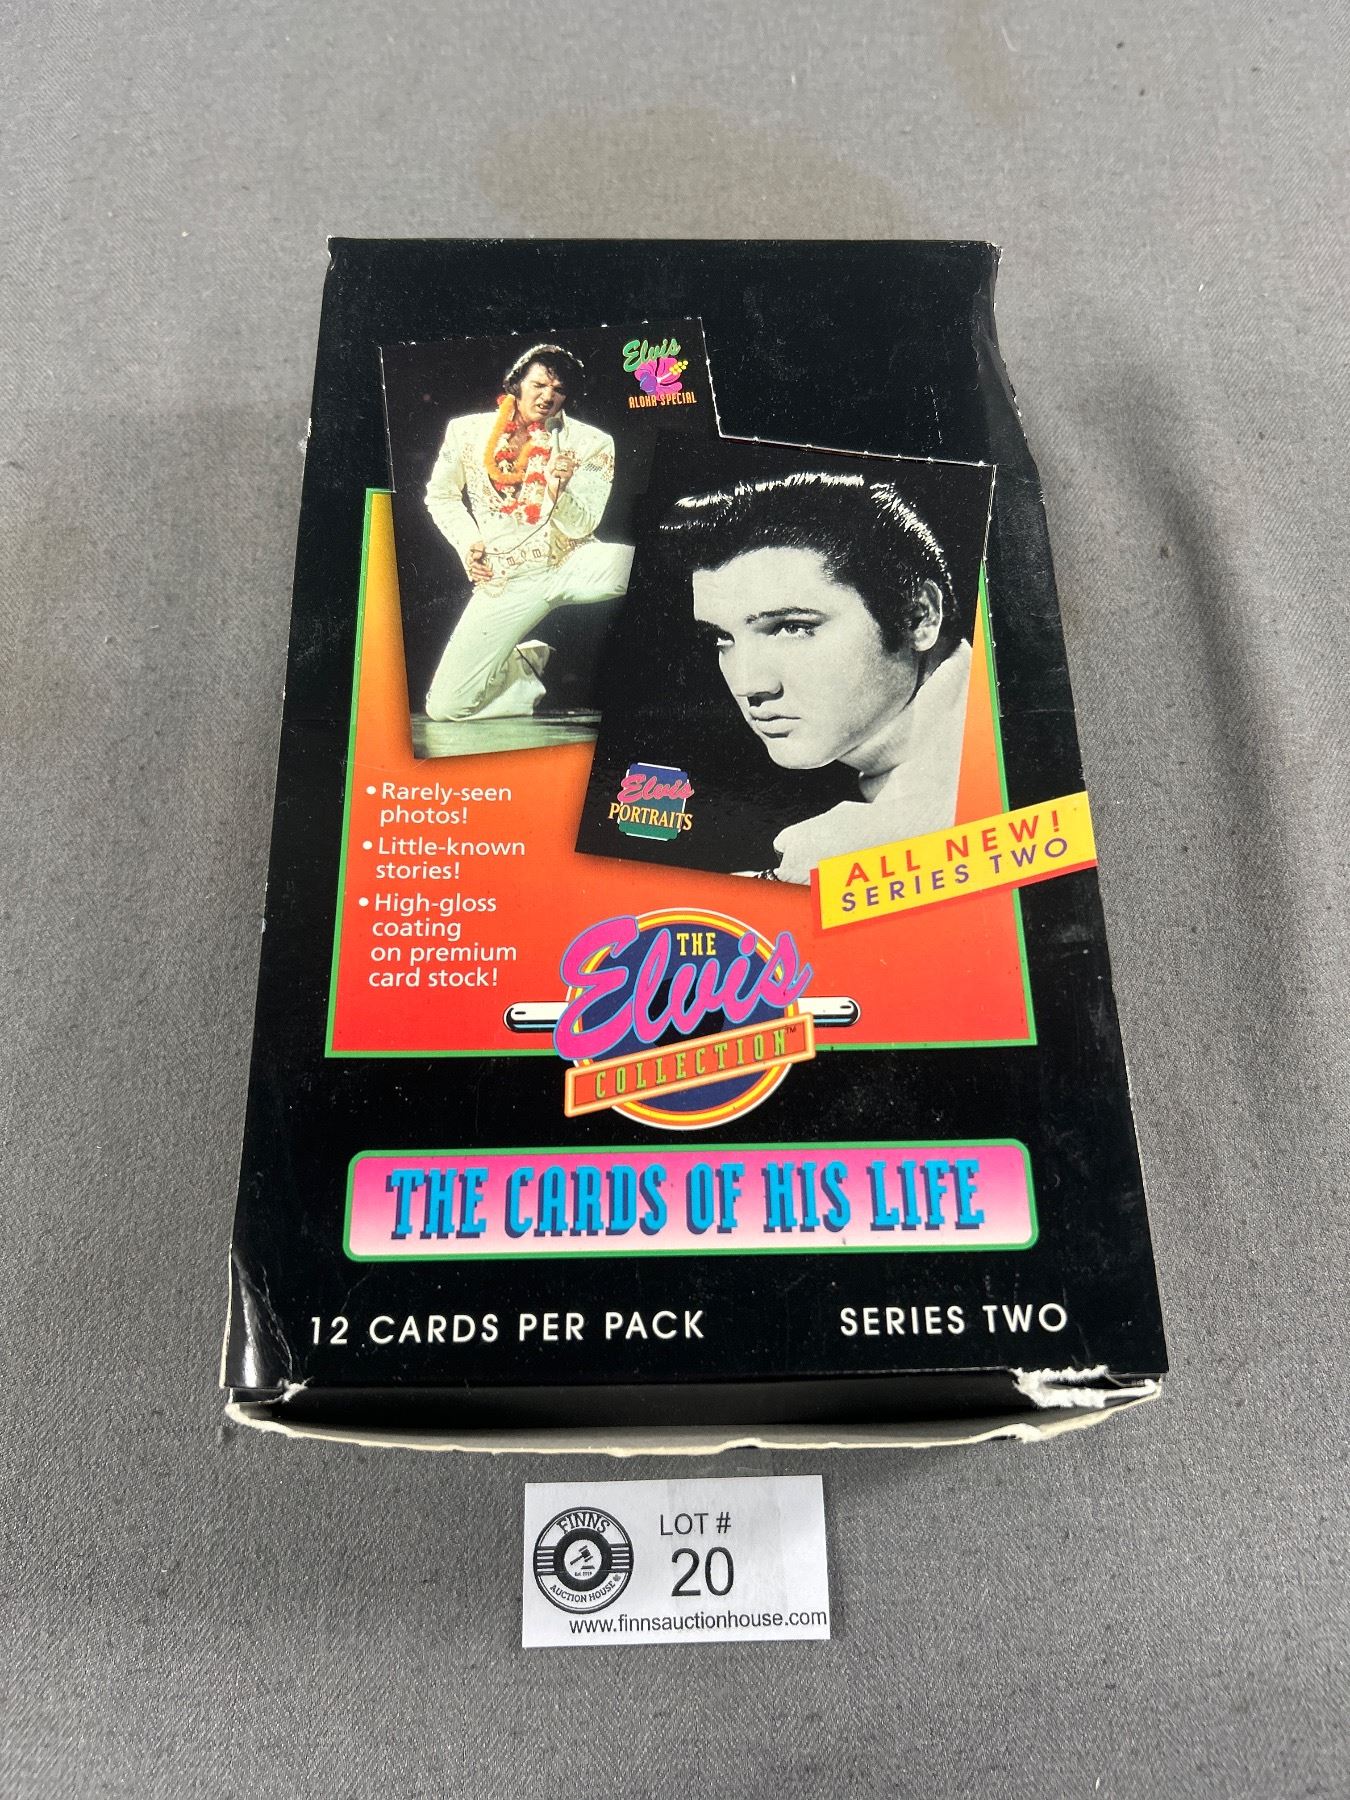 Elvis
ALOHA SPECIAL
• Rarely-seen
photos!
• Little-known
stories!
• High-gloss
coating
on premium
card stock!
Elvis
PORTRAITS
ALL NEW!
SERIES TWO
THE
Elvis
COLLECTION™
THE CARDS OF HIS LIFE
12 CARDS PER PACK
SERIES TWO
FINNS
AUCTION HOUSE
LOT #
20
www.finnsauctionhouse.com